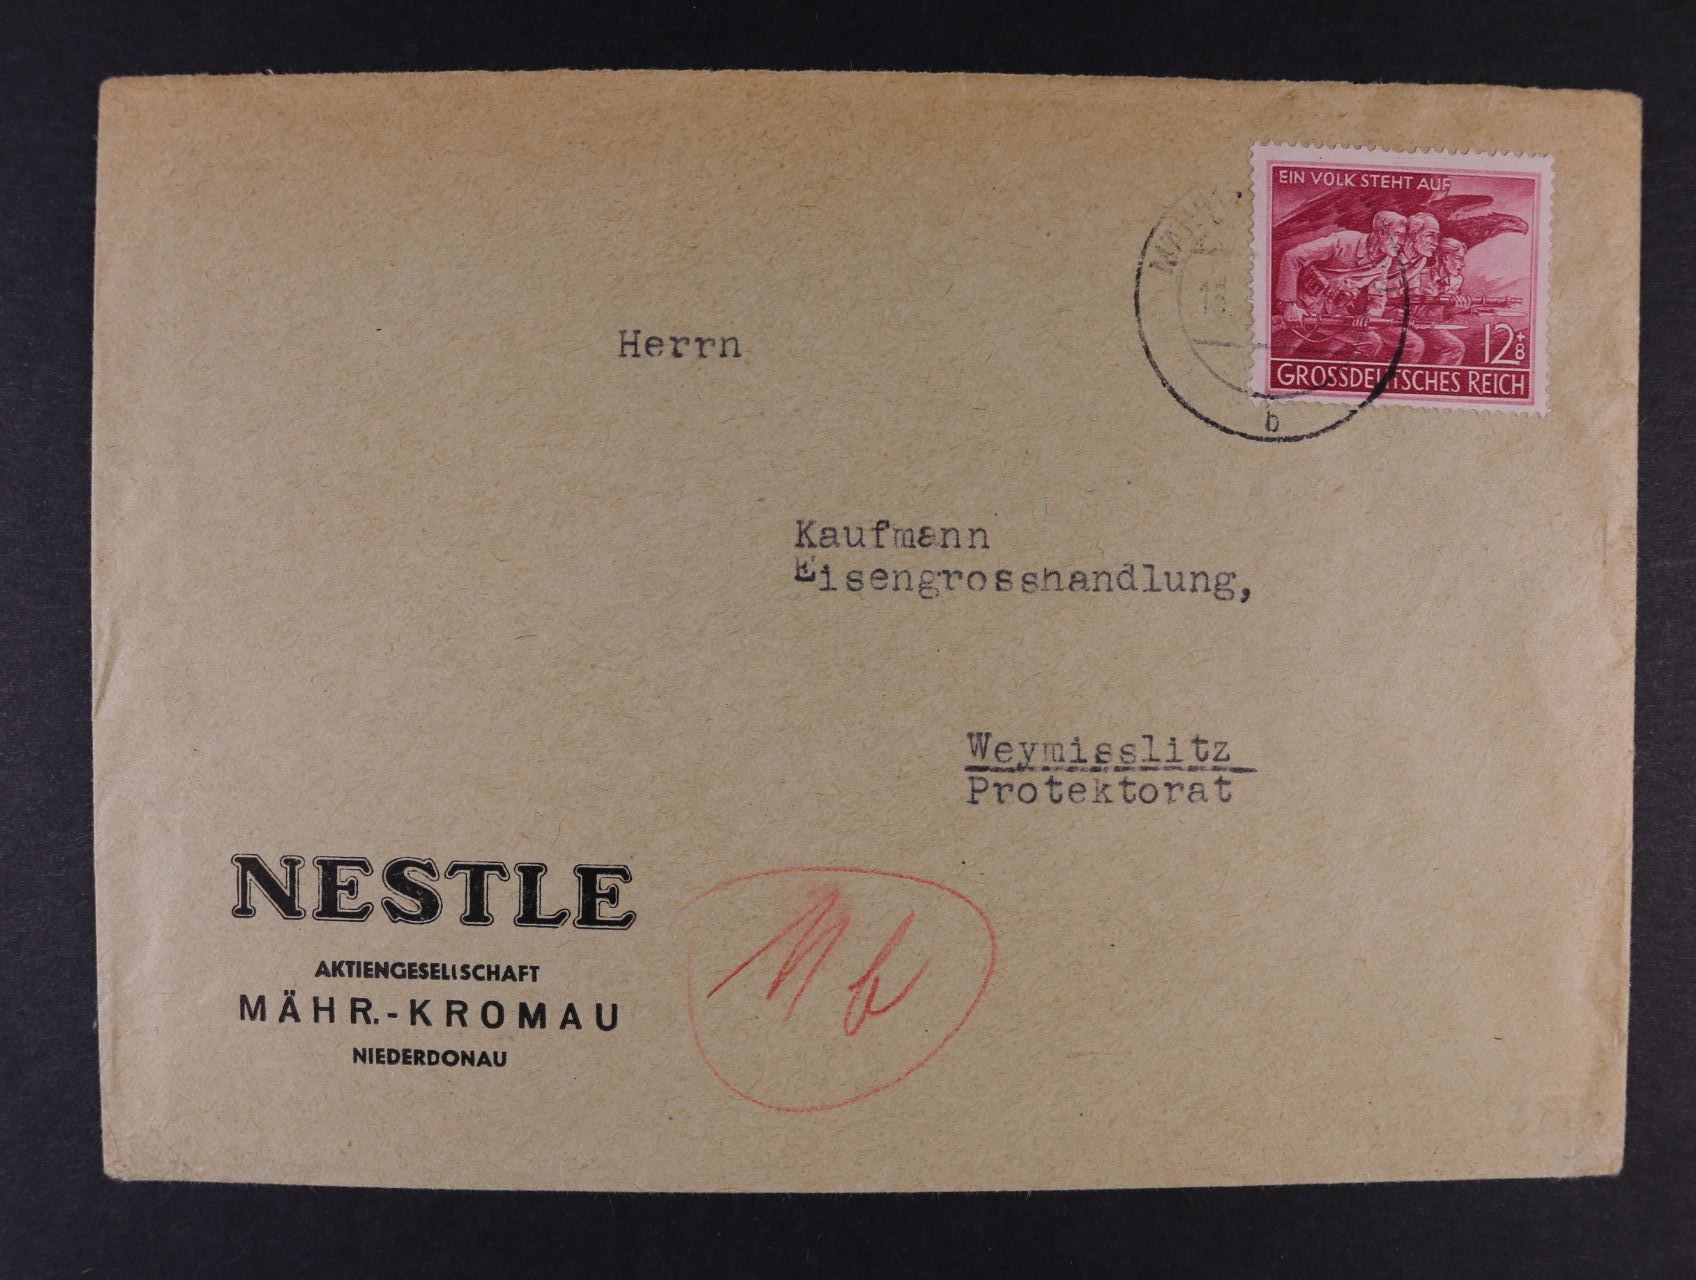 EIN VOLK STEHT AUF
12+8
GROSSDEUTSCHES REICH
b
Herrn
Kaufmann
Eisengrosshandlung,
Weymisslitz
Protektorat
NESTLE
AKTIENGESELLSCHAFT
MÄHR.-KROMAU
NIEDERDONAU